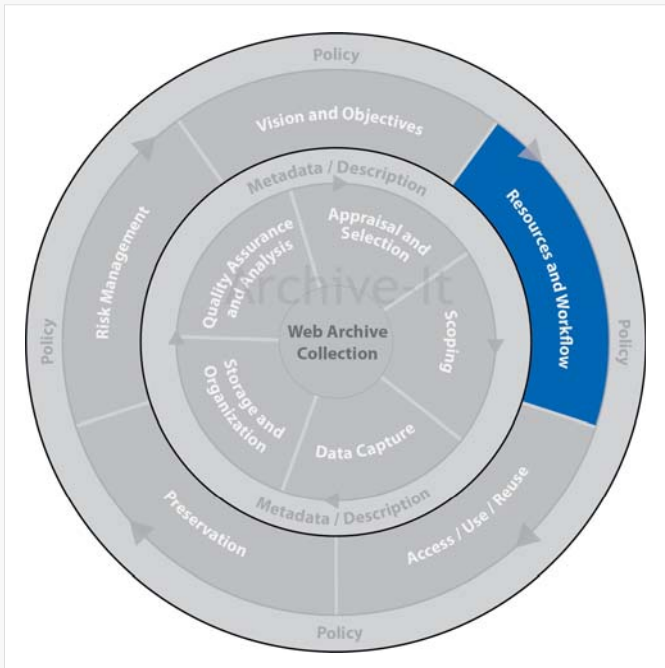 Policy
Vision and Objectives
Resources and Workflow
Policy
Access / Use / Reuse
Policy
Preservation
Risk Management
Policy
Metadata / Description
Appraisal and
Selection
Scoping
Data Capture
Storage and
Organization
Quality Assurance
and Analysis
Metadata / Description
Archive-It
Web Archive
Collection